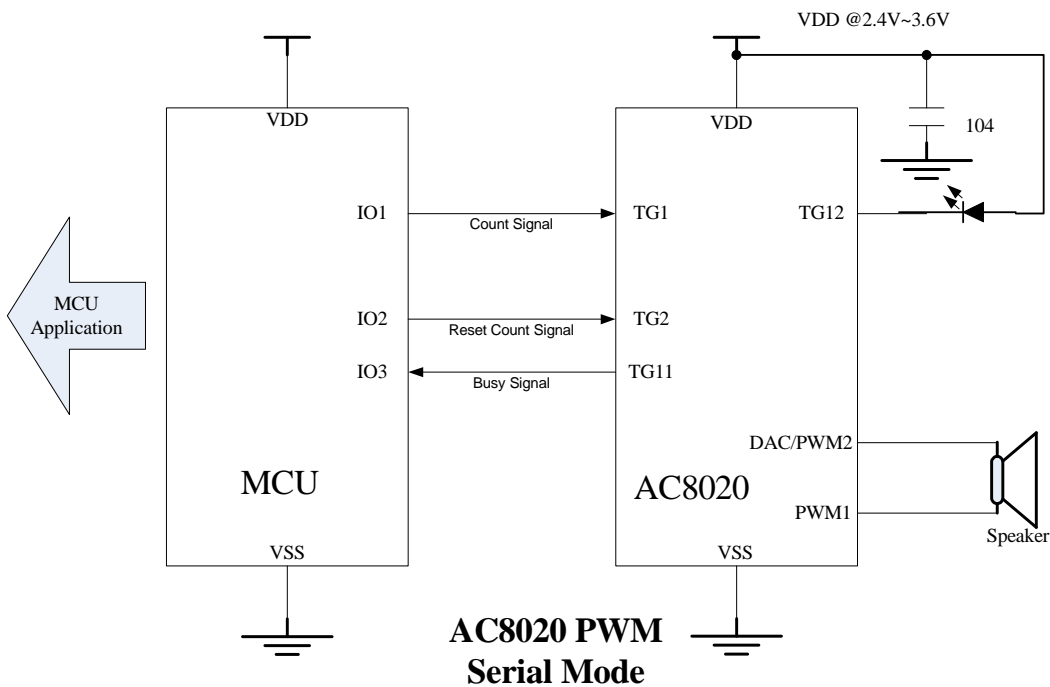 VDD @2.4V~3.6V
VDD
VDD
104
IO1
Count Signal
TG1
TG12
MCU
Application
IO2
Reset Count Signal
TG2
IO3
Busy Signal
TG11
DAC/PWM2
MCU
AC8020
PWM1
Speaker
VSS
VSS
AC8020 PWM
Serial Mode